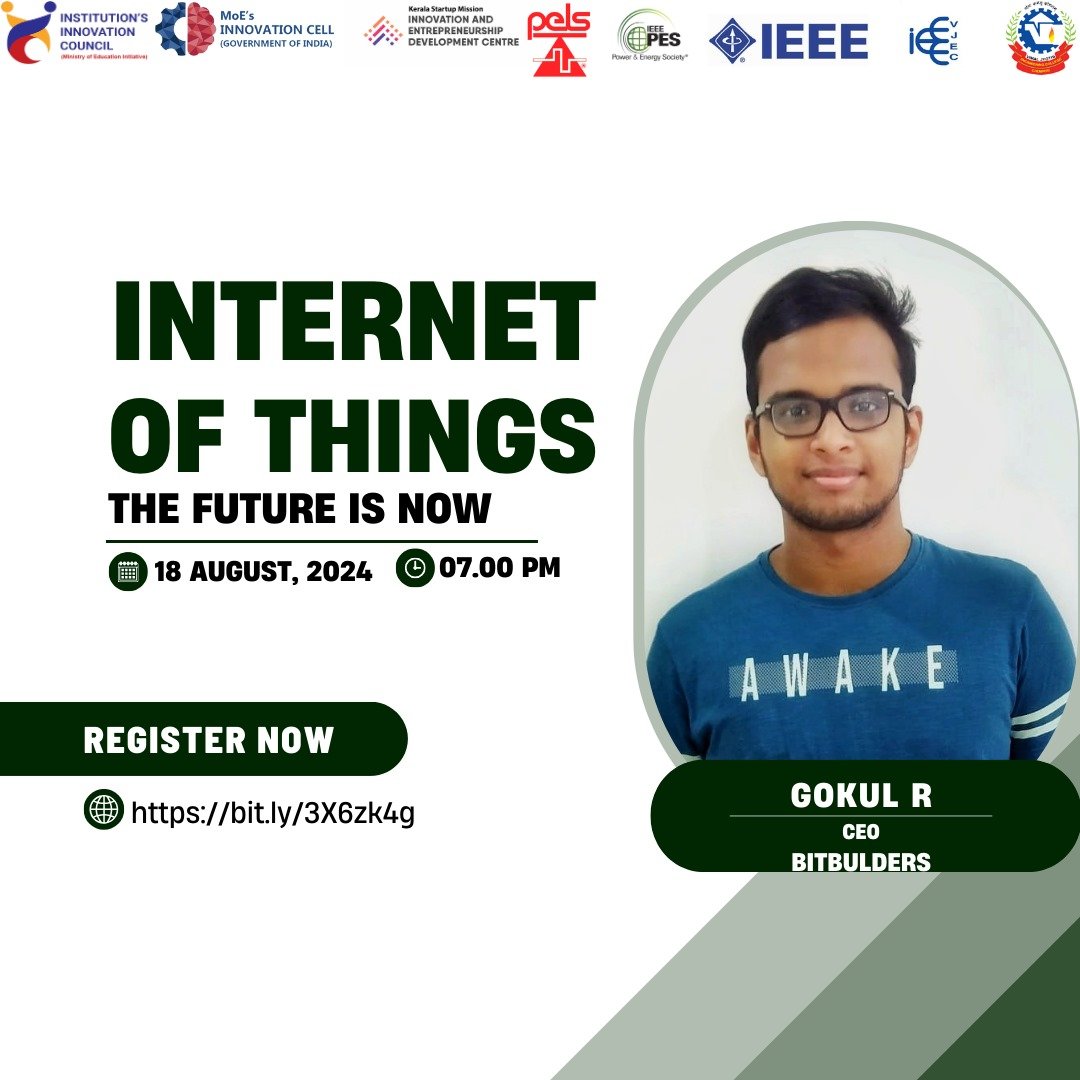 INSTITUTION'S
INNOVATION
COUNCIL
(Ministry of Education Initiative)
MoE's
INNOVATION CELL
(GOVERNMENT OF INDIA)
Kerala Startup Mission
INNOVATION AND
ENTREPRENEURSHIP
DEVELOPMENT CENTRE
pels
IEEE
PES
Power & Energy Society®
IEEE
VJEC
INTERNET
OF THINGS
THE FUTURE IS NOW
18 AUGUST, 2024
07.00 PM
AWAKE
REGISTER NOW
https://bit.ly/3X6zk4g
GOKUL R
CEO
BITBULDERS